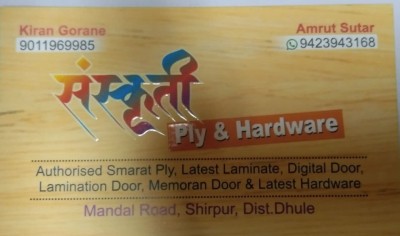 Kiran Gorane
9011969985
Amrut Sutar
9423943168
संस्कृती
Ply & Hardware
Authorised Smarat Ply, Latest Laminate, Digital Door,
Lamination Door, Memoran Door & Latest Hardware
Mandal Road, Shirpur, Dist.Dhule